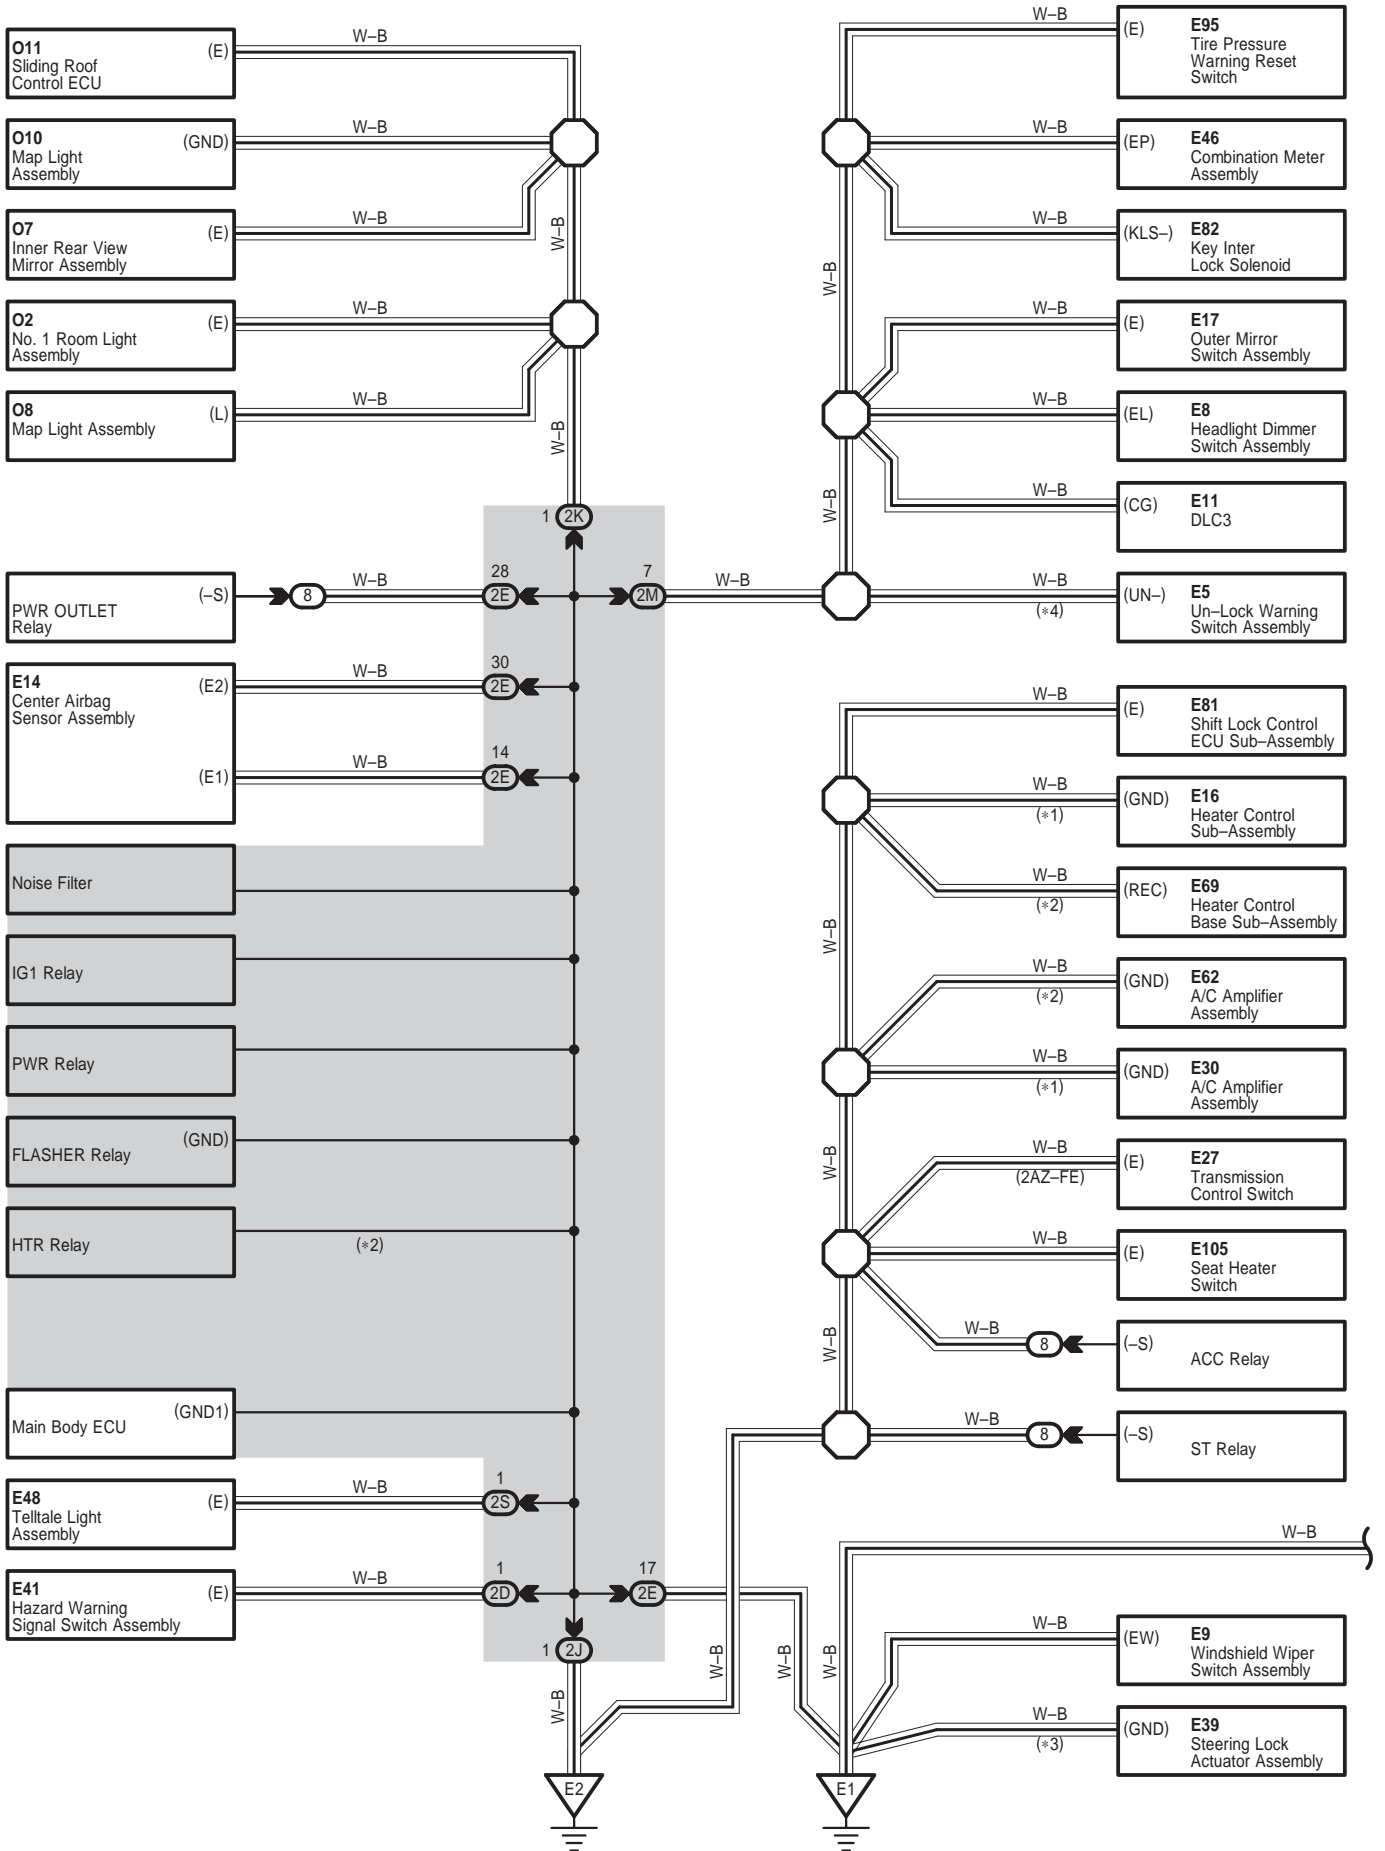 O11
(E)
Sliding Roof
Control ECU
W–B
O10
(GND)
Map Light
Assembly
W–B
O7
(E)
Inner Rear View
Mirror Assembly
W–B
W–B
O2
(E)
No. 1 Room Light
Assembly
W–B
O8
(L)
Map Light Assembly
W–B
W–B
1
2K
PWR OUTLET
Relay
(–S)
8
W–B
28
2E
7
2M
W–B
E14
Center Airbag
Sensor Assembly
(E2)
W–B
30
2E
(E1)
W–B
14
2E
Noise Filter
IG1 Relay
PWR Relay
FLASHER Relay
(GND)
HTR Relay
(*2)
Main Body ECU
(GND1)
E48
(E)
Telltale Light
Assembly
W–B
1
2S
E41
(E)
Hazard Warning
Signal Switch Assembly
W–B
1
2D
17
2E
1
2J
W–B
E2
W–B
(E)
E95
Tire Pressure
Warning Reset
Switch
W–B
(EP)
E46
Combination Meter
Assembly
W–B
(KLS–)
E82
Key Inter
Lock Solenoid
W–B
W–B
(E)
E17
Outer Mirror
Switch Assembly
W–B
(EL)
E8
Headlight Dimmer
Switch Assembly
W–B
(CG)
E11
DLC3
W–B
W–B
(*4)
(UN–)
E5
Un–Lock Warning
Switch Assembly
W–B
(E)
E81
Shift Lock Control
ECU Sub–Assembly
W–B
(*1)
(GND)
E16
Heater Control
Sub–Assembly
W–B
(*2)
(REC)
E69
Heater Control
Base Sub–Assembly
W–B
W–B
(*2)
(GND)
E62
A/C Amplifier
Assembly
W–B
(*1)
(GND)
E30
A/C Amplifier
Assembly
W–B
W–B
(2AZ–FE)
(E)
E27
Transmission
Control Switch
W–B
(E)
E105
Seat Heater
Switch
W–B
W–B
8
(–S)
ACC Relay
W–B
8
(–S)
ST Relay
W–B
W–B
W–B
W–B
W–B
(EW)
E9
Windshield Wiper
Switch Assembly
W–B
(*3)
(GND)
E39
Steering Lock
Actuator Assembly
E1